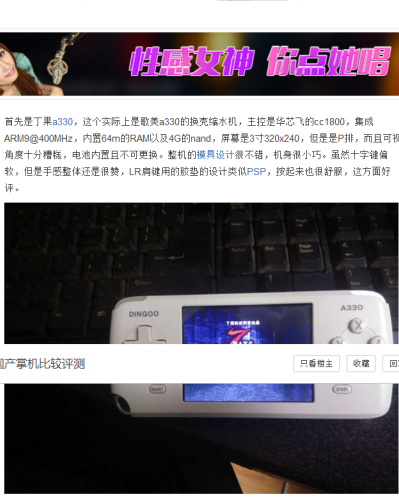 性感女神 你点她唱
首先是丁果a330，这个实际上是歌美a330的换壳缩水机，主控是华芯飞的cc1800，集成
ARM9@400MHz，内置64m的RAM以及4G的nand，屏幕是3寸320x240，但是是P排，而且可视
角度十分糟糕，电池内置且不可更换。整机的模具设计很不错，机身很小巧。虽然十字键偏
软，但是手感整体还是很赞，LR肩键用的胶垫的设计类似PSP，按起来也很舒服，这方面好
评。
DINGOO
A330
X
国产掌机比较评测
只看楼主
收藏